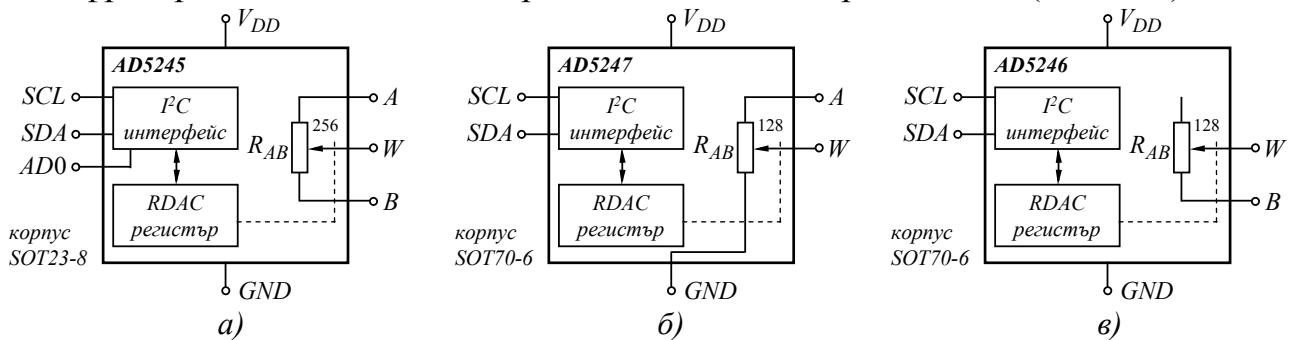 V_DD
AD5245
SCL
SDA
AD0
I²C
интерфейс
RDAC
регистър
R_AB
256
A
W
B
корпус
SOT23-8
GND
а)
V_DD
AD5247
SCL
SDA
I²C
интерфейс
RDAC
регистър
R_AB
128
A
W
корпус
SOT70-6
GND
б)
V_DD
AD5246
SCL
SDA
I²C
интерфейс
RDAC
регистър
R_AB
128
W
B
корпус
SOT70-6
GND
в)